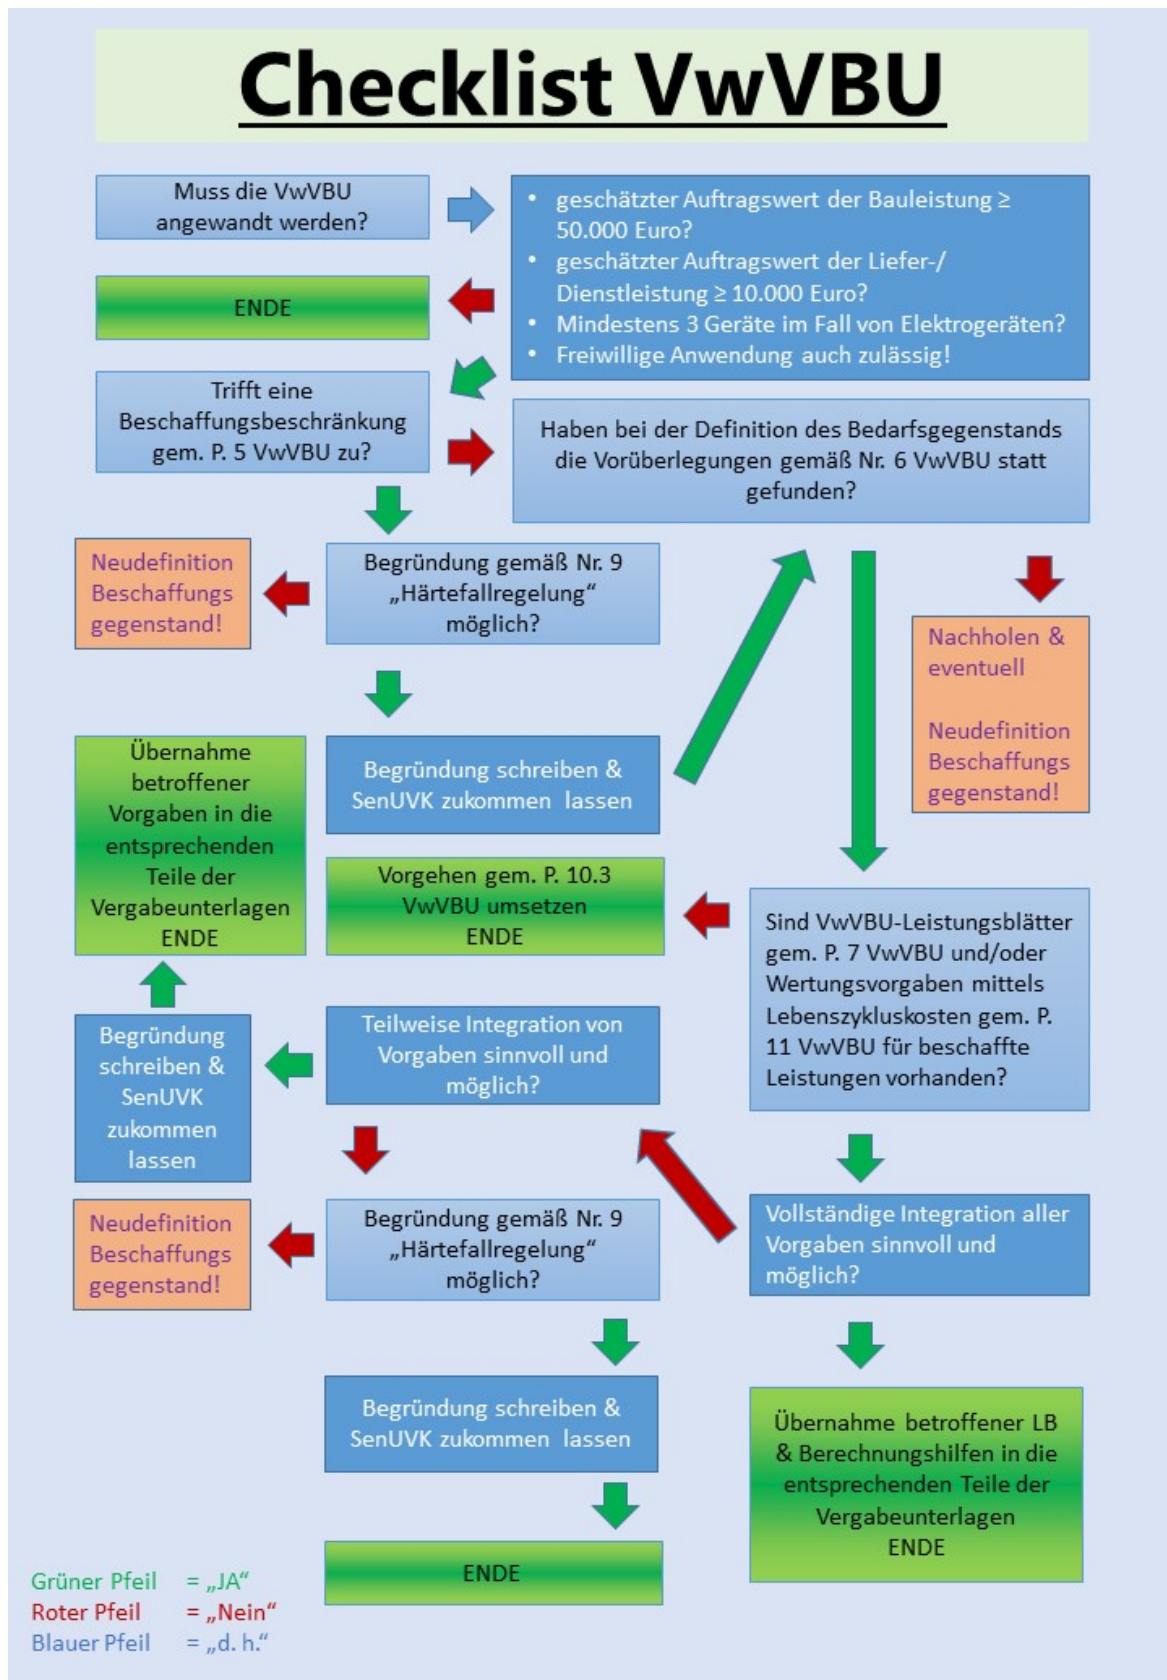 Checklist VwVBU
Muss die VwVBU
angewandt werden?
• geschätzter Auftragswert der Bauleistung ≥
50.000 Euro?
• geschätzter Auftragswert der Liefer-/
Dienstleistung ≥ 10.000 Euro?
• Mindestens 3 Geräte im Fall von Elektrogeräten?
• Freiwillige Anwendung auch zulässig!
ENDE
Trifft eine
Beschaffungsbeschränkung
gem. P. 5 VwVBU zu?
Haben bei der Definition des Bedarfsgegenstands
die Vorüberlegungen gemäß Nr. 6 VwVBU statt
gefunden?
Neudefinition
Beschaffungs
gegenstand!
Begründung gemäß Nr. 9
„Härtefallregelung“
möglich?
Nachholen &
eventuell
Neudefinition
Beschaffungs
gegenstand!
Übernahme
betroffener
Vorgaben in die
entsprechenden
Teile der
Vergabeunterlagen
ENDE
Begründung schreiben &
SenUVK zukommen lassen
Vorgehen gem. P. 10.3
VwVBU umsetzen
ENDE
Sind VwVBU-Leistungsblätter
gem. P. 7 VwVBU und/oder
Wertungsvorgaben mittels
Lebenszykluskosten gem. P.
11 VwVBU für beschaffte
Leistungen vorhanden?
Begründung
schreiben &
SenUVK
zukommen
lassen
Teilweise Integration von
Vorgaben sinnvoll und
möglich?
Neudefinition
Beschaffungs
gegenstand!
Begründung gemäß Nr. 9
„Härtefallregelung“
möglich?
Vollständige Integration aller
Vorgaben sinnvoll und
möglich?
Begründung schreiben &
SenUVK zukommen lassen
Übernahme betroffener LB
& Berechnungshilfen in die
entsprechenden Teile der
Vergabeunterlagen
ENDE
ENDE
Grüner Pfeil = „JA“
Roter Pfeil = „Nein“
Blauer Pfeil = „d. h.“